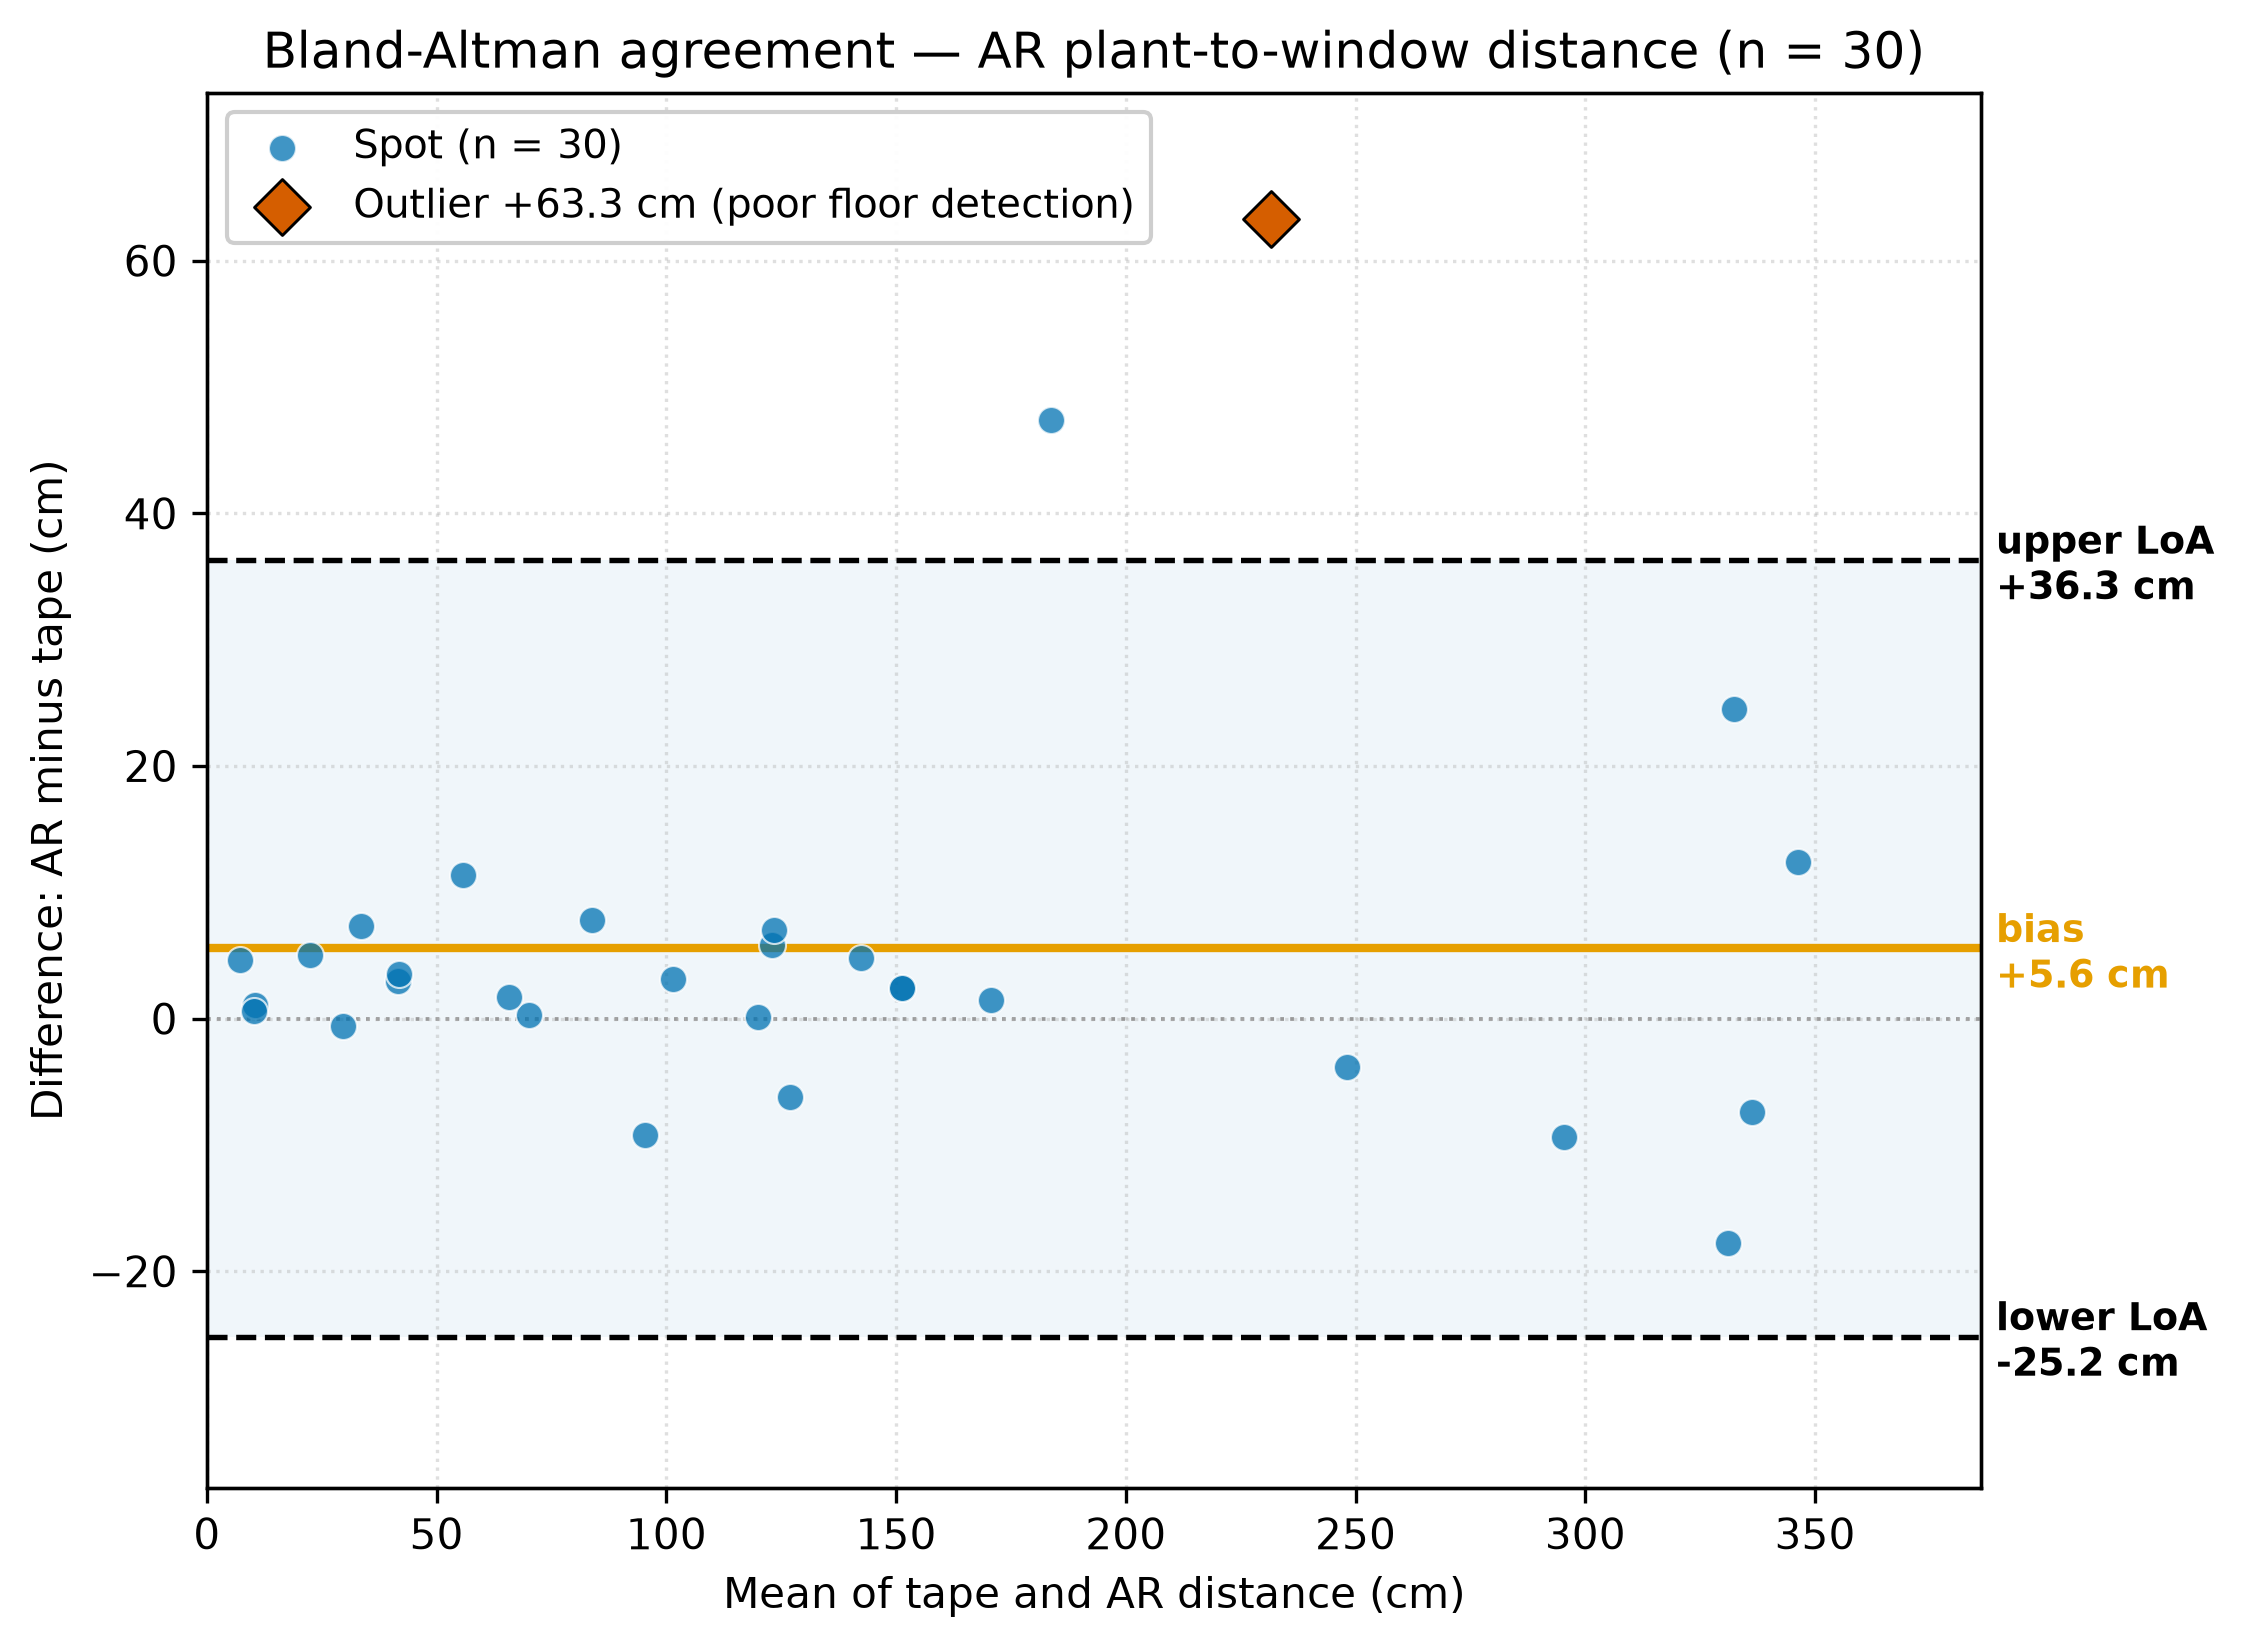 Bland-Altman agreement — AR plant-to-window distance (n = 30)
Spot (n = 30)
Outlier +63.3 cm (poor floor detection)
Difference: AR minus tape (cm)
60
40
20
0
−20
upper LoA
+36.3 cm
bias
+5.6 cm
lower LoA
-25.2 cm
0 50 100 150 200 250 300 350
Mean of tape and AR distance (cm)